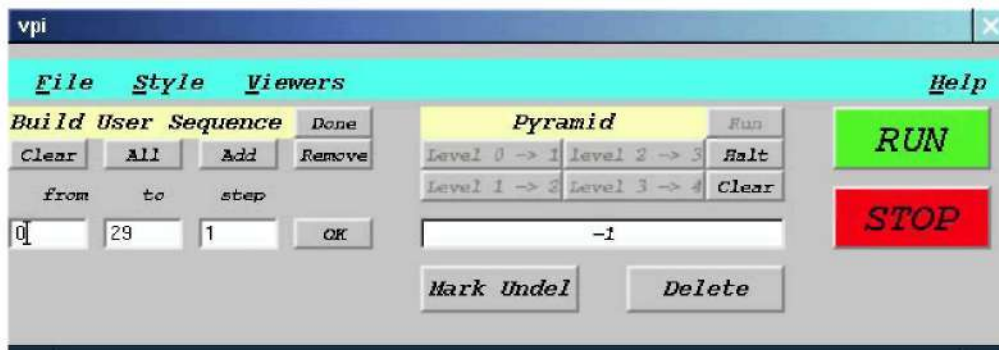 vpi
File Style Viewers Help
Build User Sequence Done Pyramid Run
Clear All Add Remove Level 0 -> 1 Level 2 -> 3 Halt
from to step Level 1 -> 2 Level 3 -> 4 Clear
RUN
0 29 1 OK -1
STOP
Mark Undel Delete